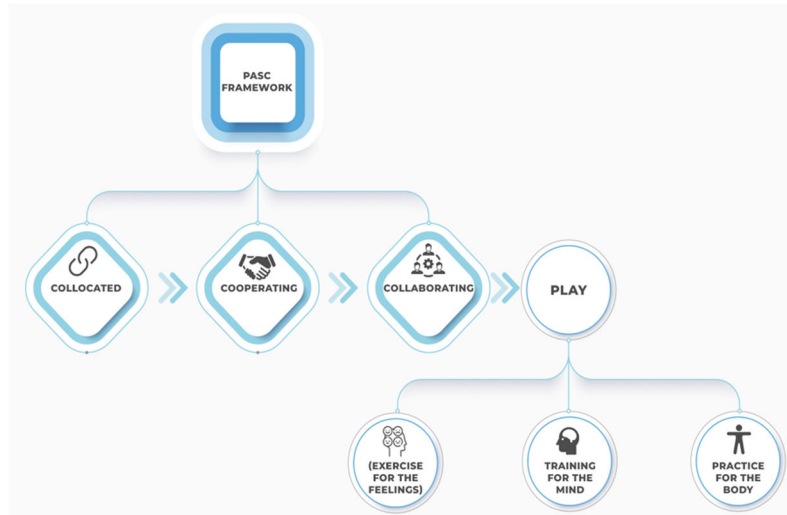 PASC
FRAMEWORK
COLLOCATED
COOPERATING
COLLABORATING
PLAY
(EXERCISE
FOR THE
FEELINGS)
TRAINING
FOR THE
MIND
PRACTICE
FOR THE
BODY